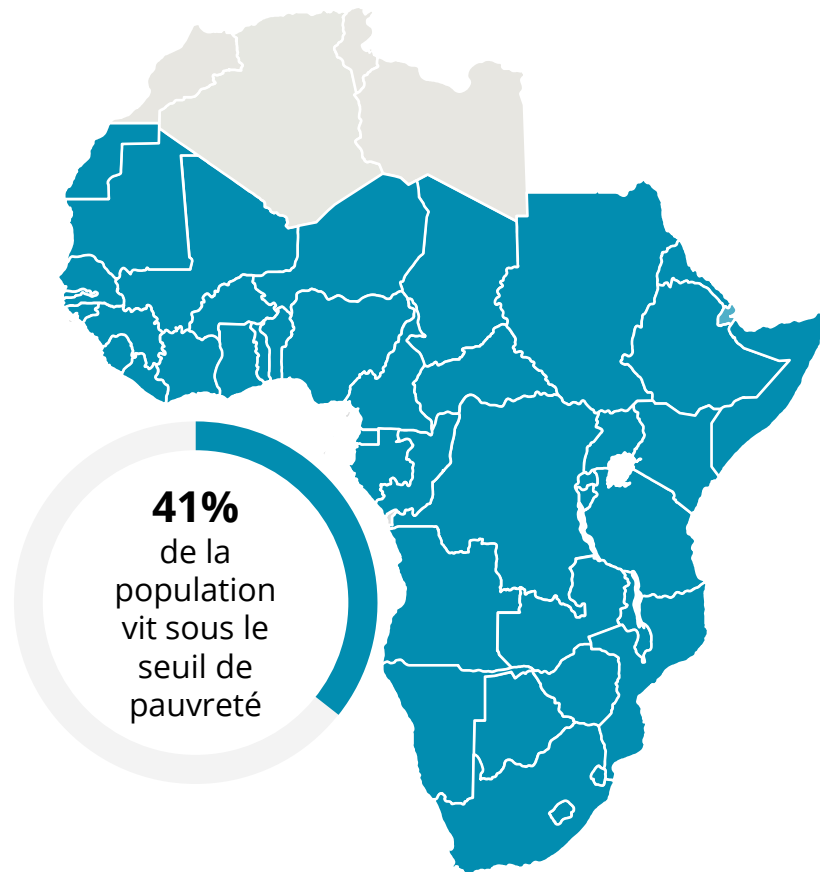 41%
de la
population
vit sous le
seuil de
pauvreté